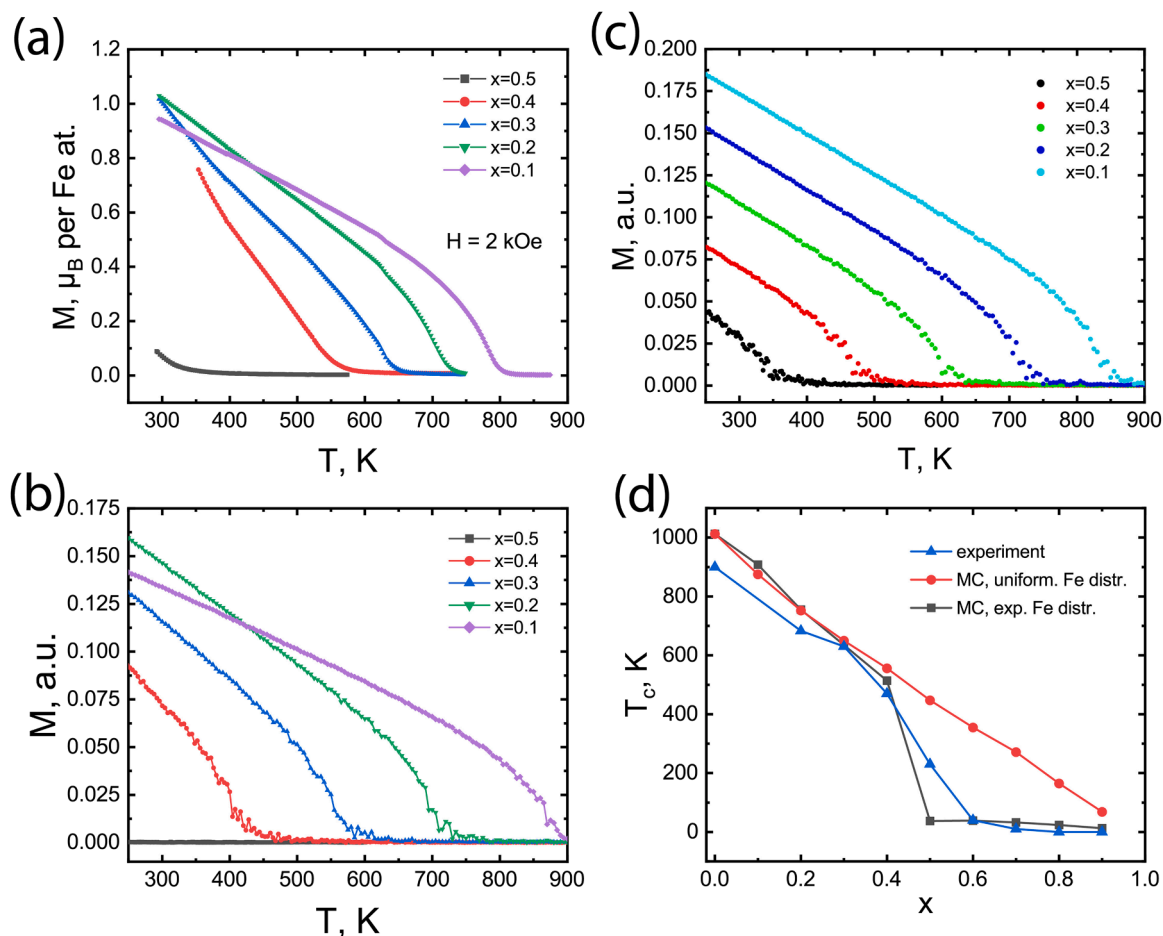 (a)
1.2
1.0
0.8
0.6
0.4
0.2
0.0
M, μB per Fe at.
x=0.5
x=0.4
x=0.3
x=0.2
x=0.1
H = 2 kOe
300 400 500 600 700 800 900
T, K
(c)
0.200
0.175
0.150
0.125
0.100
0.075
0.050
0.025
0.000
M, a.u.
x=0.5
x=0.4
x=0.3
x=0.2
x=0.1
300 400 500 600 700 800 900
T, K
(b)
0.175
0.150
0.125
0.100
0.075
0.050
0.025
0.000
M, a.u.
x=0.5
x=0.4
x=0.3
x=0.2
x=0.1
300 400 500 600 700 800 900
T, K
(d)
1000
800
600
400
200
0
Tc, K
experiment
MC, uniform. Fe distr.
MC, exp. Fe distr.
0.0 0.2 0.4 0.6 0.8 1.0
x